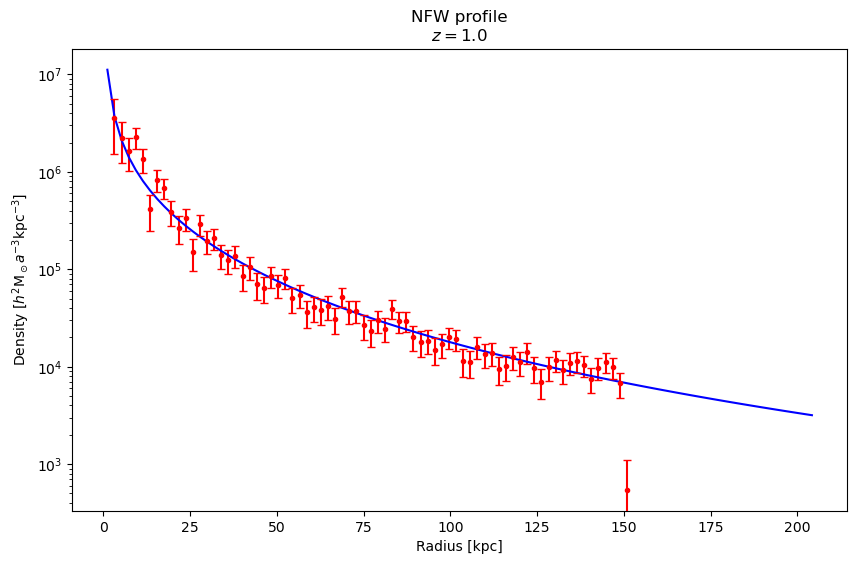 NFW profile
z = 1.0
Density [h²M⊙a⁻³kpc⁻³]
10⁷
10⁶
10⁵
10⁴
10³
0 25 50 75 100 125 150 175 200
Radius [kpc]